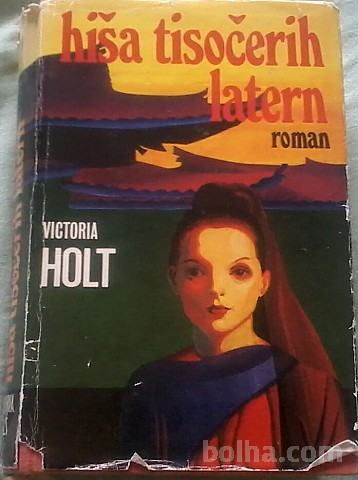 hiša tisočerih
latern
roman
VICTORIA
HOLT
hiša tisočerih latern
bolha.com